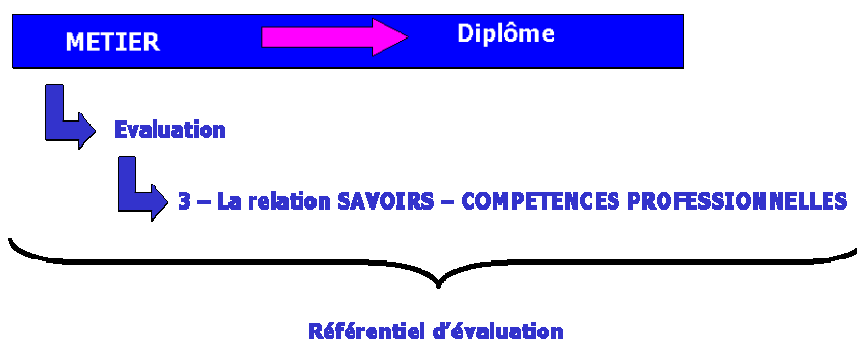 METIER Diplôme
Evaluation
3 – La relation SAVOIRS – COMPETENCES PROFESSIONNELLES
Référentiel d’évaluation